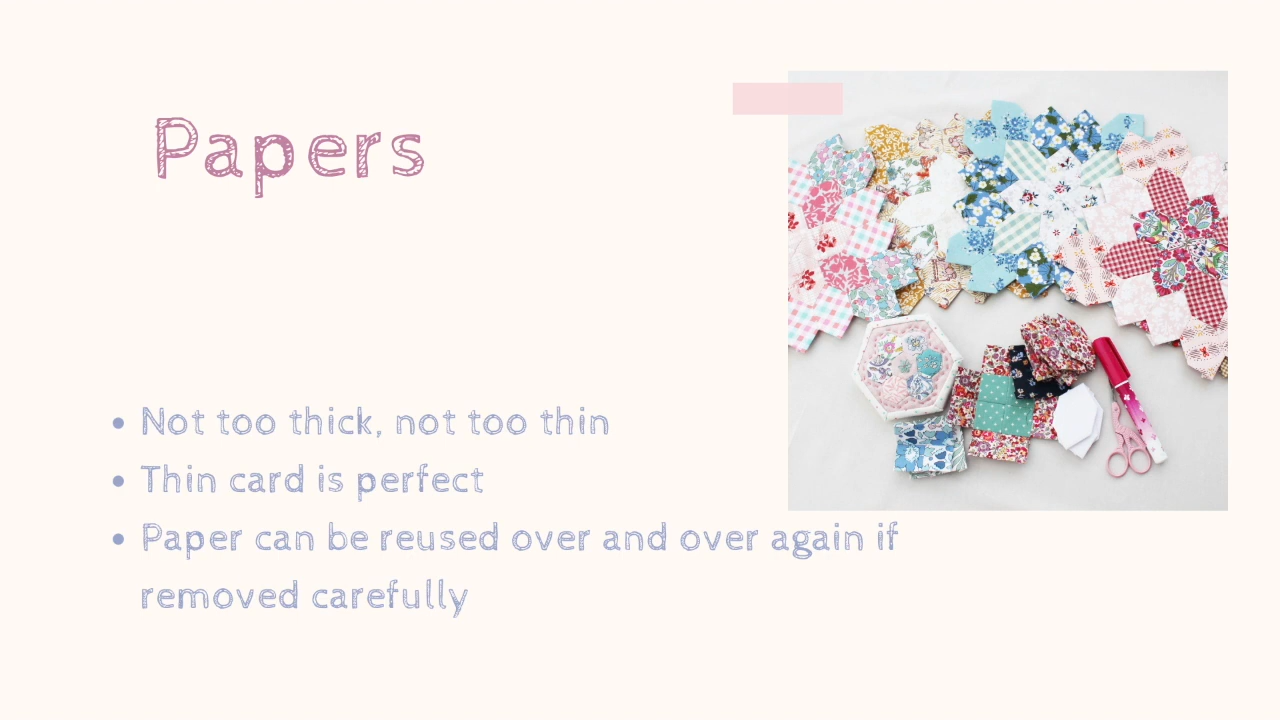 Papers
• Not too thick, not too thin
• Thin card is perfect
• Paper can be reused over and over again if
removed carefully